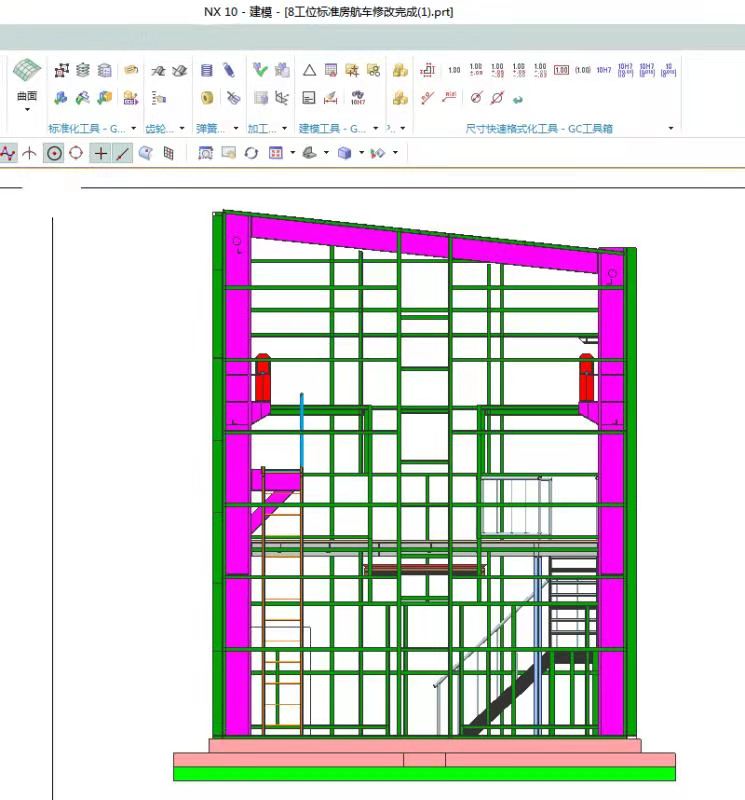 NX 10 - 建模 - [8工位标准房航车修改完成(1).prt]
1.00 1.00 1.00 1.00 1.00 1.00 (1.00) 10H7 10H7 10H7 10
曲面 10H7
标准化工具 - G... 齿轮... 弹簧... 加工... 建模工具 - G... 尺寸快速格式化工具 - GC工具箱